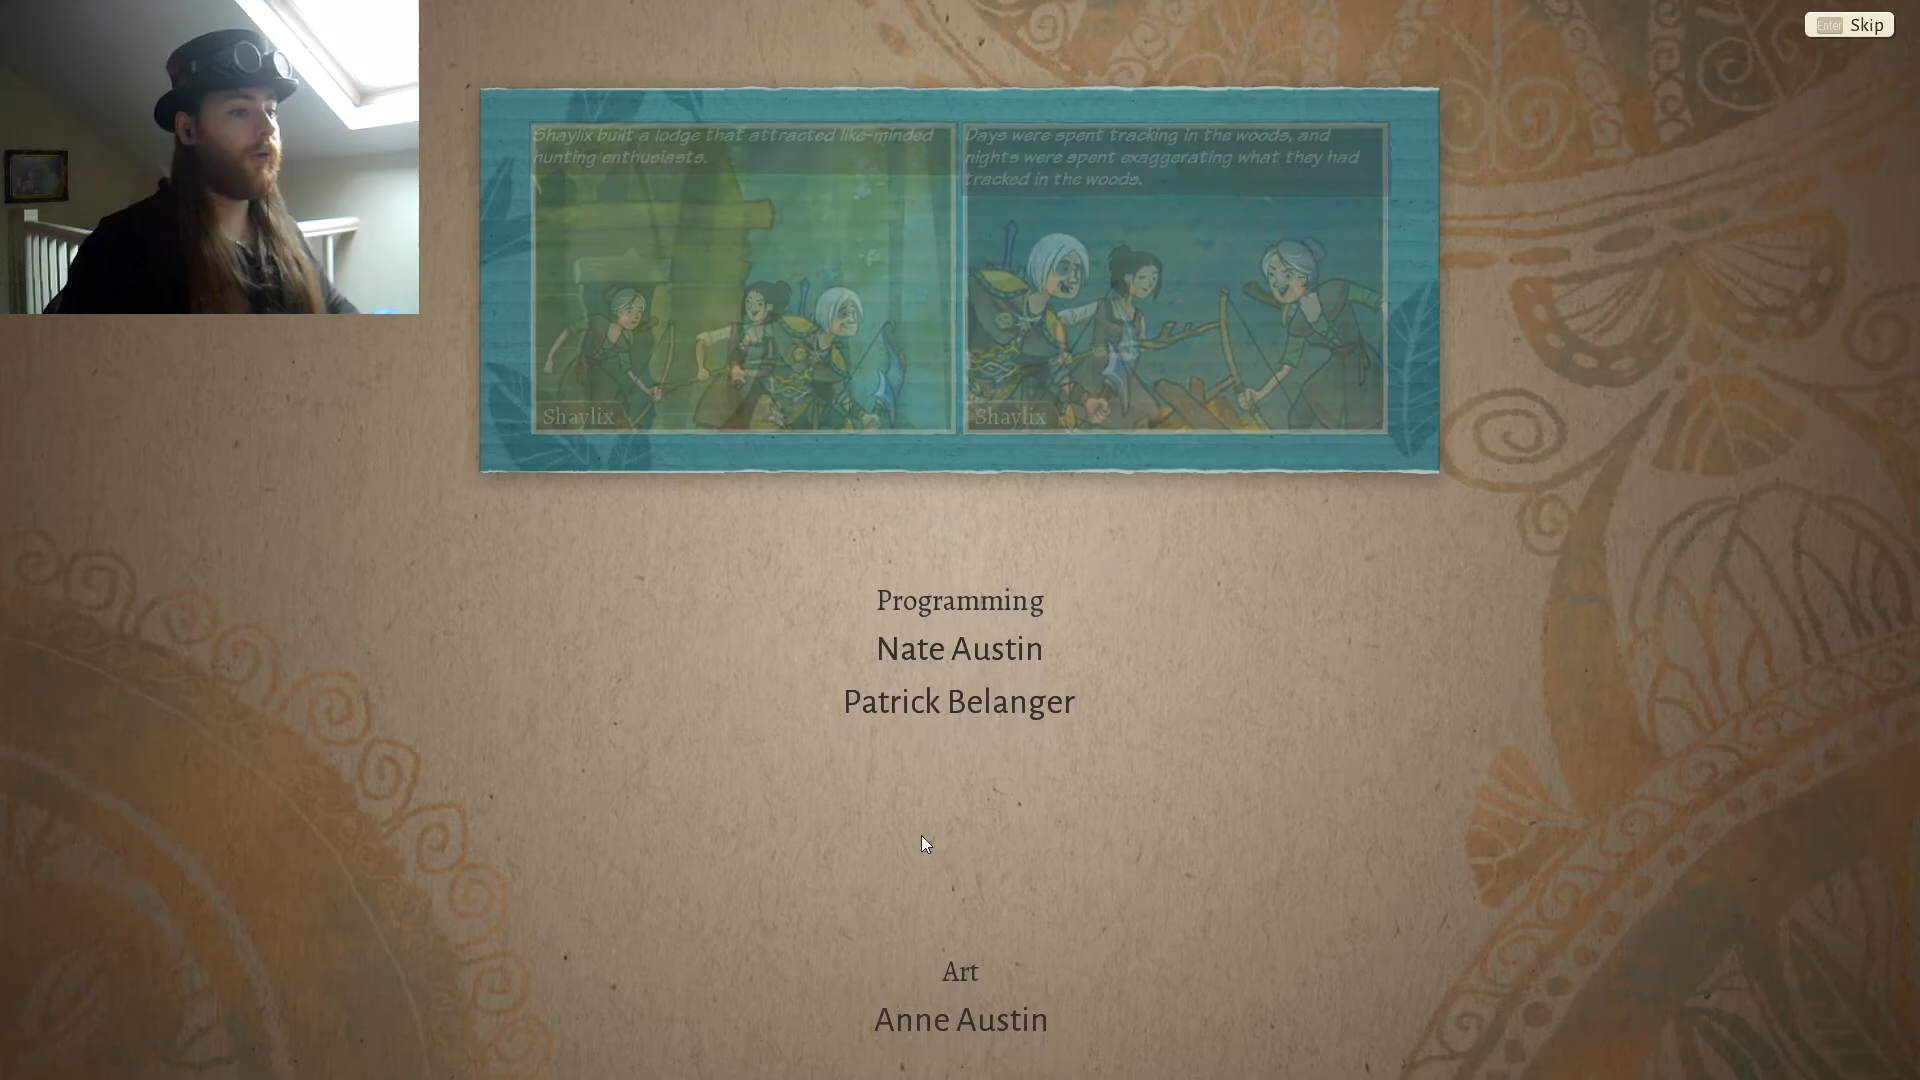 Enter Skip
Shaylix built a lodge that attracted like-minded
hunting enthusiasts.
Days were spent tracking in the woods, and
nights were spent exaggerating what they had
tracked in the woods.
Shaylix
Shaylix
Programming
Nate Austin
Patrick Belanger
Art
Anne Austin